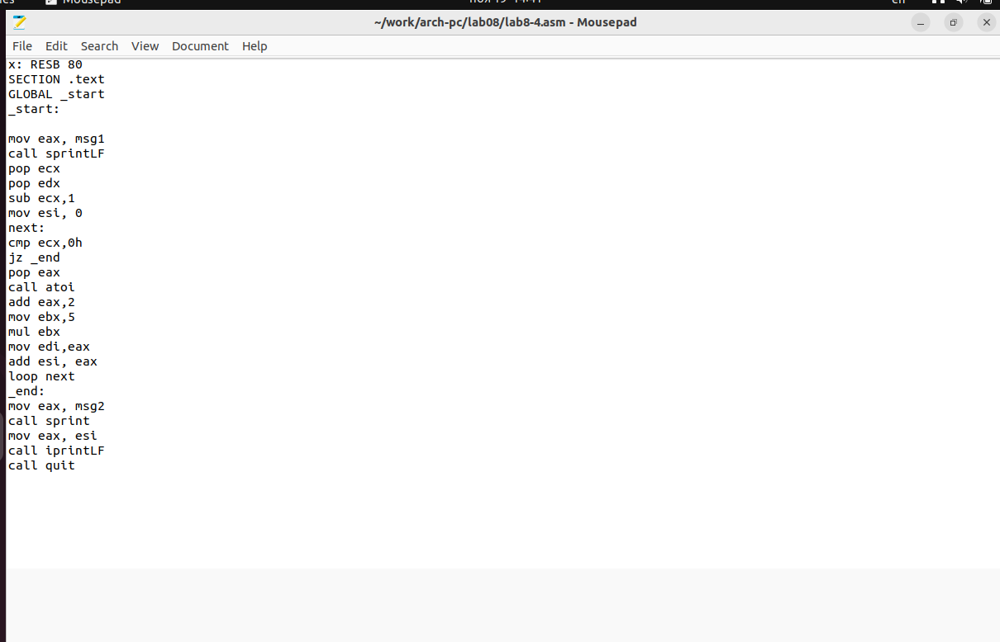 Mousepad
en
~/work/arch-pc/lab08/lab8-4.asm - Mousepad
File Edit Search View Document Help
x: RESB 80
SECTION .text
GLOBAL _start
_start:
mov eax, msg1
call sprintLF
pop ecx
pop edx
sub ecx,1
mov esi, 0
next:
cmp ecx,0h
jz _end
pop eax
call atoi
add eax,2
mov ebx,5
mul ebx
mov edi,eax
add esi, eax
loop next
_end:
mov eax, msg2
call sprint
mov eax, esi
call iprintLF
call quit